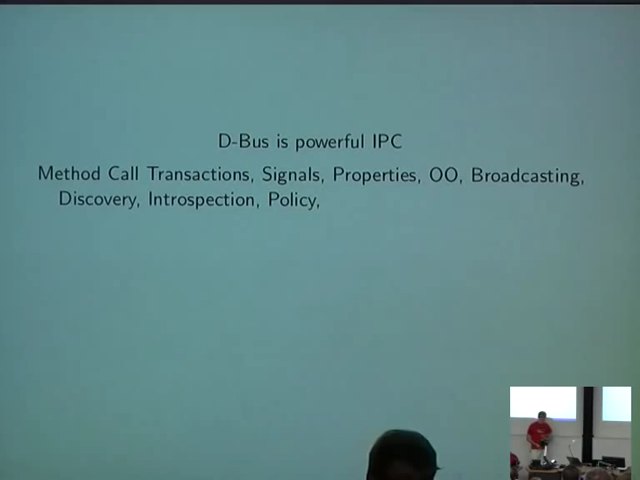 D-Bus is powerful IPC
Method Call Transactions, Signals, Properties, OO, Broadcasting,
Discovery, Introspection, Policy,